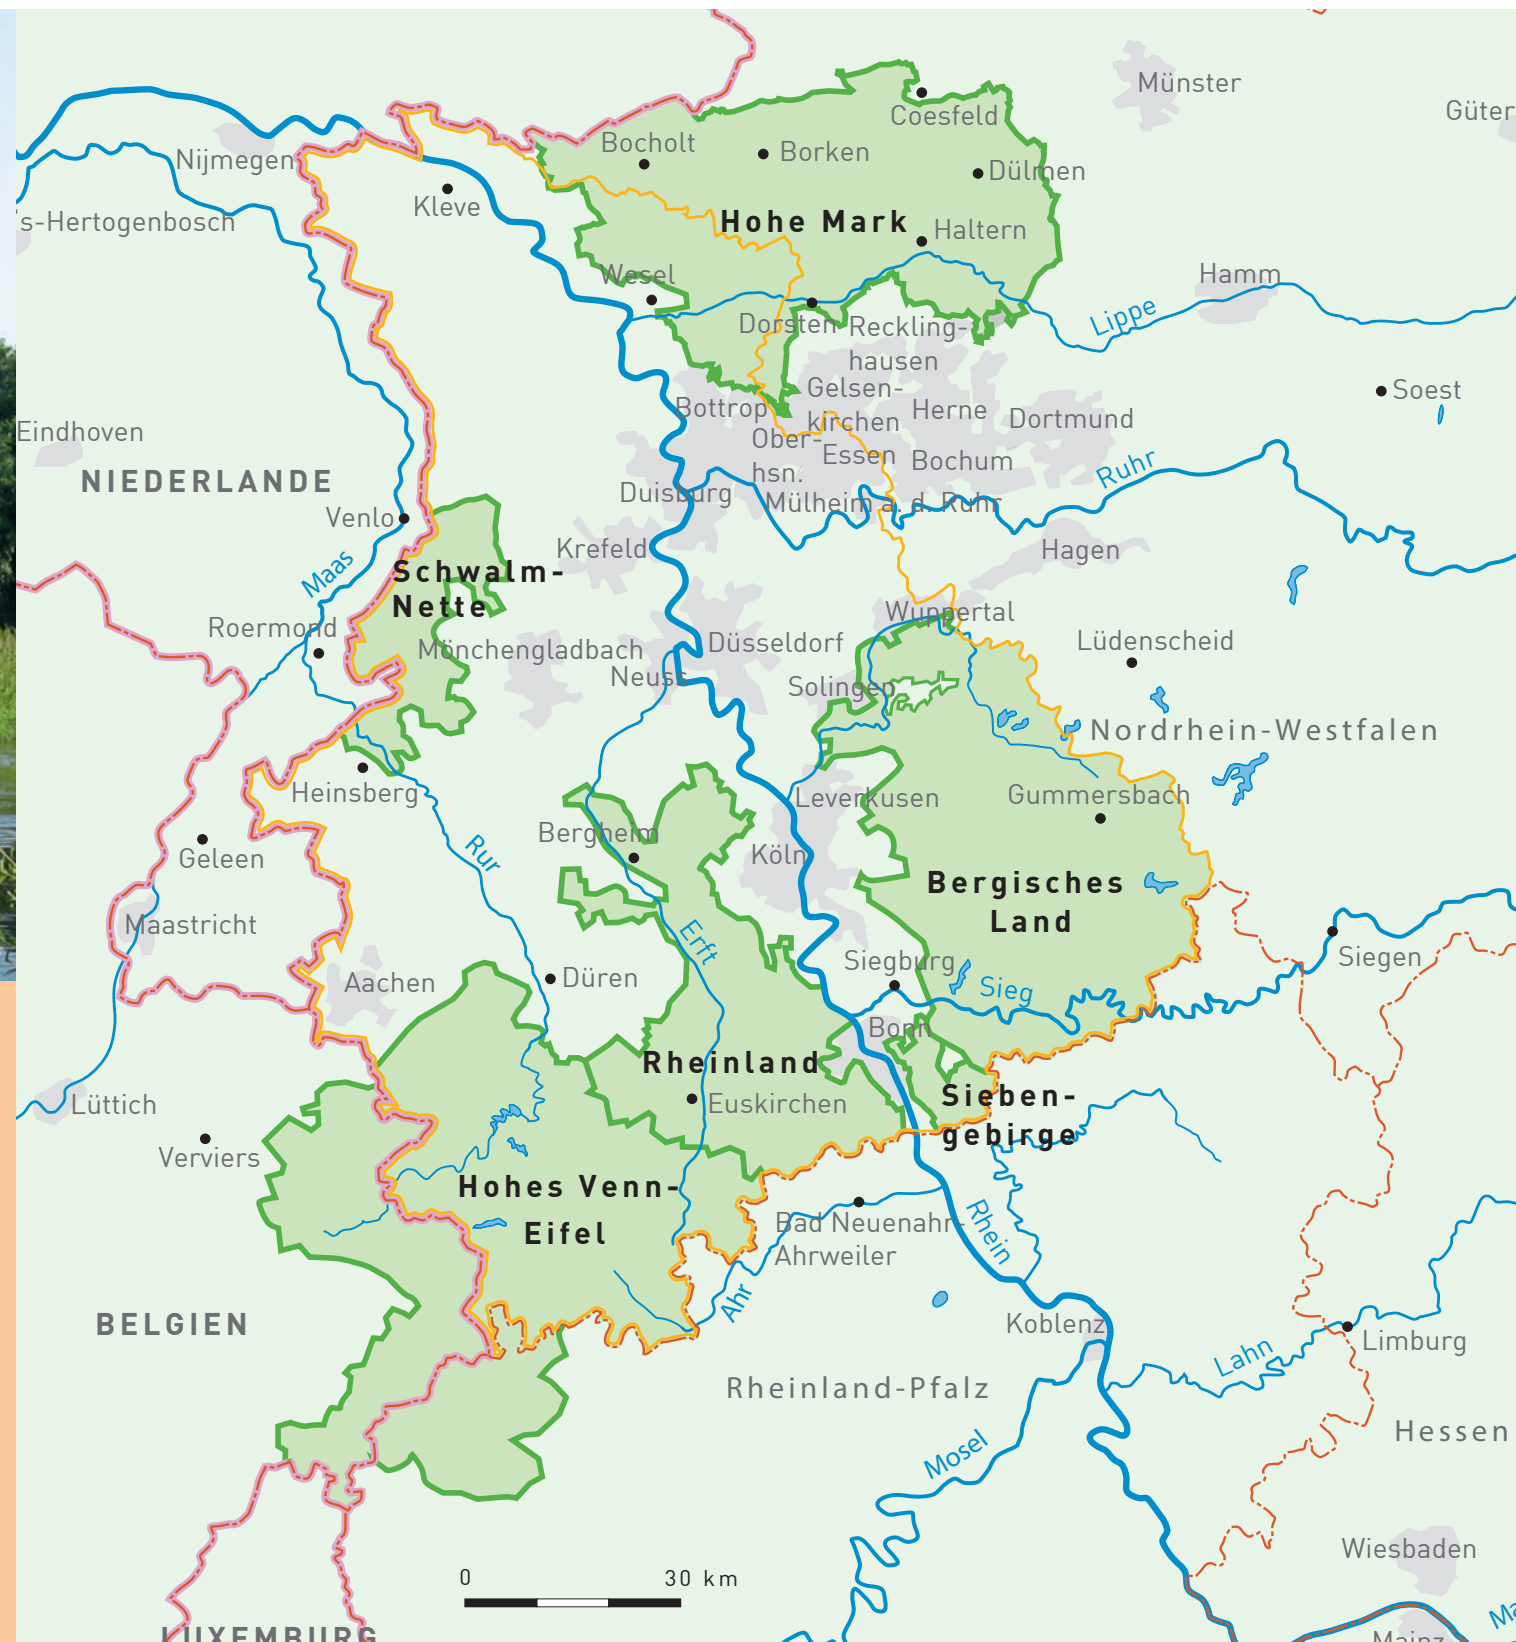 Münster
Coesfeld
Güter
Bocholt
Borken
Nijmegen
Dülmen
Kleve
's-Hertogenbosch
Hohe Mark
Haltern
Wesel
Hamm
Lippe
Dorsten
Reckling-
hausen
Gelsen-
kirchen
Soest
Bottrop
Herne
Dortmund
Eindhoven
Ober-
hsn.
Essen
Bochum
Ruhr
NIEDERLANDE
Duisburg
Mülheim a. d. Ruhr
Venlo
Krefeld
Hagen
Maas
Schwalm-
Nette
Wuppertal
Roermond
Mönchengladbach
Düsseldorf
Lüdenscheid
Neuss
Solingen
Nordrhein-Westfalen
Heinsberg
Leverkusen
Gummersbach
Bergheim
Rur
Geleen
Köln
Bergisches
Land
Maastricht
Erft
Siegburg
Siegen
Aachen
Düren
Sieg
Bonn
Rheinland
Sieben-
gebirge
Lüttich
Euskirchen
Verviers
Hohes Venn-
Eifel
Bad Neuenahr-
Ahrweiler
Rhein
Ahr
BELGIEN
Koblenz
Limburg
Lahn
Rheinland-Pfalz
Hessen
Mosel
Wiesbaden
0 30 km
LUXEMBURG
Mainz
Ma